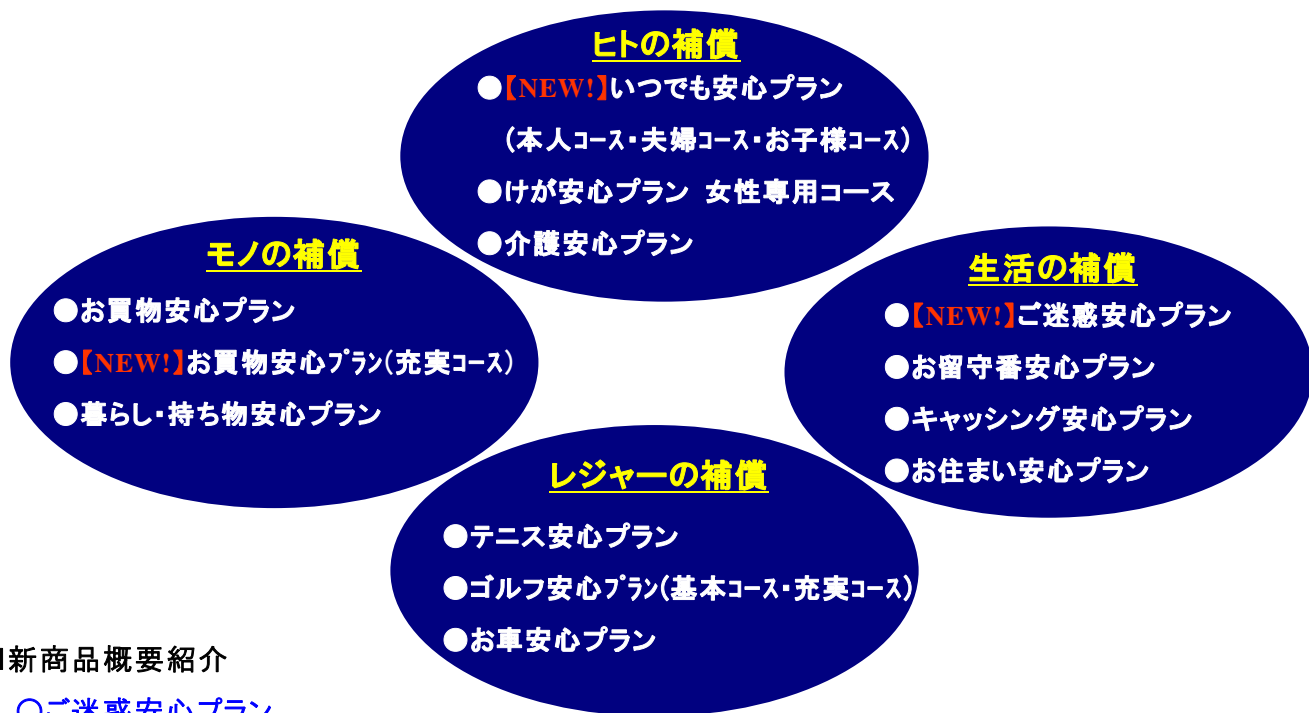 ヒトの補償
●【NEW!】いつでも安心プラン
(本人コース・夫婦コース・お子様コース)
●けが安心プラン 女性専用コース
●介護安心プラン
モノの補償
●お買物安心プラン
●【NEW!】お買物安心プラン(充実コース)
●暮らし・持ち物安心プラン
生活の補償
●【NEW!】ご迷惑安心プラン
●お留守番安心プラン
●キャッシング安心プラン
●お住まい安心プラン
レジャーの補償
●テニス安心プラン
●ゴルフ安心プラン(基本コース・充実コース)
●お車安心プラン
新商品概要紹介
○ご迷惑安心プラン